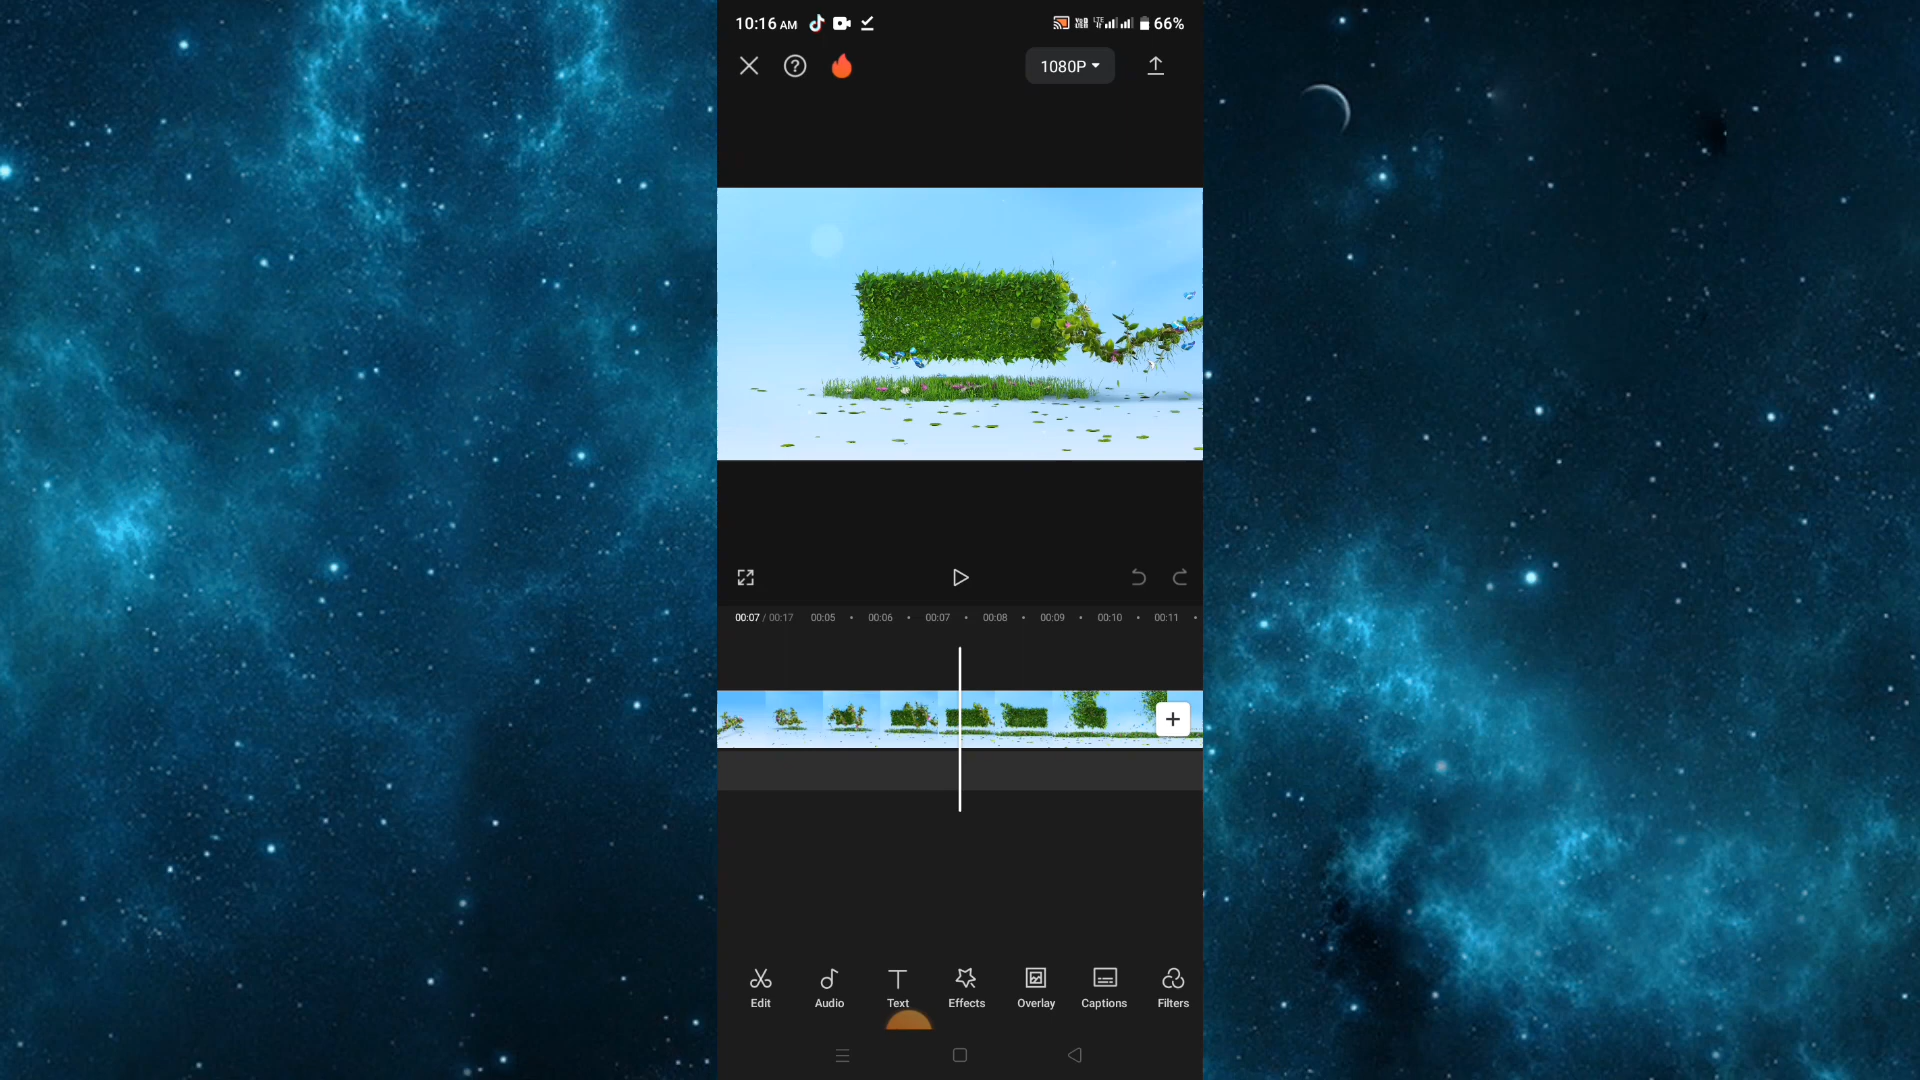 10:16 AM
66%
1080P
00:07 / 00:17 00:05 00:06 00:07 00:08 00:09 00:10 00:11
Edit Audio Text Effects Overlay Captions Filters